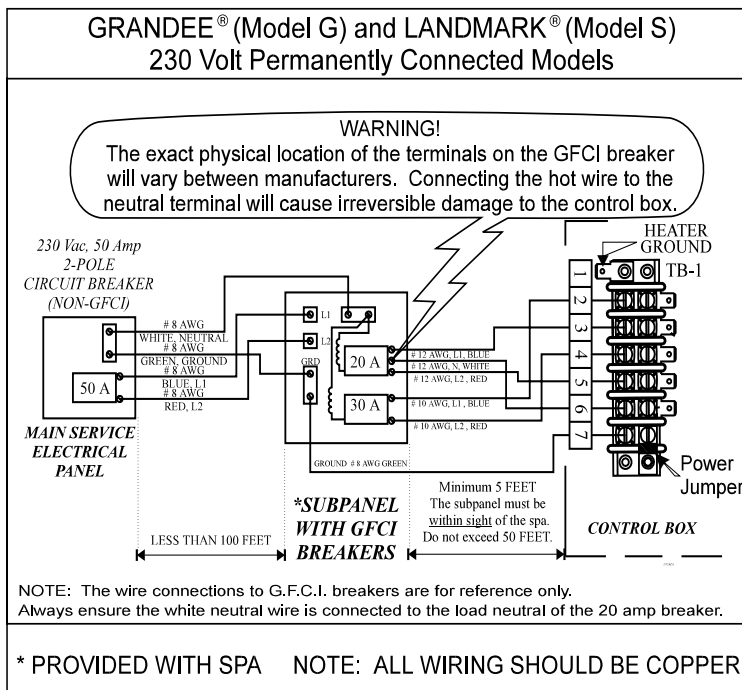 GRANDEE® (Model G) and LANDMARK® (Model S)
230 Volt Permanently Connected Models
WARNING!
The exact physical location of the terminals on the GFCI breaker
will vary between manufacturers. Connecting the hot wire to the
neutral terminal will cause irreversible damage to the control box.
230 Vac, 50 Amp
2-POLE
CIRCUIT BREAKER
(NON-GFCI)
50 A
MAIN SERVICE
ELECTRICAL
PANEL
# 8 AWG
WHITE, NEUTRAL
# 8 AWG
GREEN, GROUND
# 8 AWG
BLUE, L1
# 8 AWG
RED, L2
L1
L2
GRD
20 A
30 A
# 12 AWG, L1, BLUE
# 12 AWG, N, WHITE
# 12 AWG, L2, RED
# 10 AWG, L1, BLUE
# 10 AWG, L2, RED
GROUND # 8 AWG GREEN
HEATER
GROUND
TB-1
1
2
3
4
5
6
7
Power
Jumper
LESS THAN 100 FEET
*SUBPANEL
WITH GFCI
BREAKERS
Minimum 5 FEET
The subpanel must be
within sight of the spa.
Do not exceed 50 FEET.
CONTROL BOX
NOTE: The wire connections to G.F.C.I. breakers are for reference only.
Always ensure the white neutral wire is connected to the load neutral of the 20 amp breaker.
* PROVIDED WITH SPA NOTE: ALL WIRING SHOULD BE COPPER